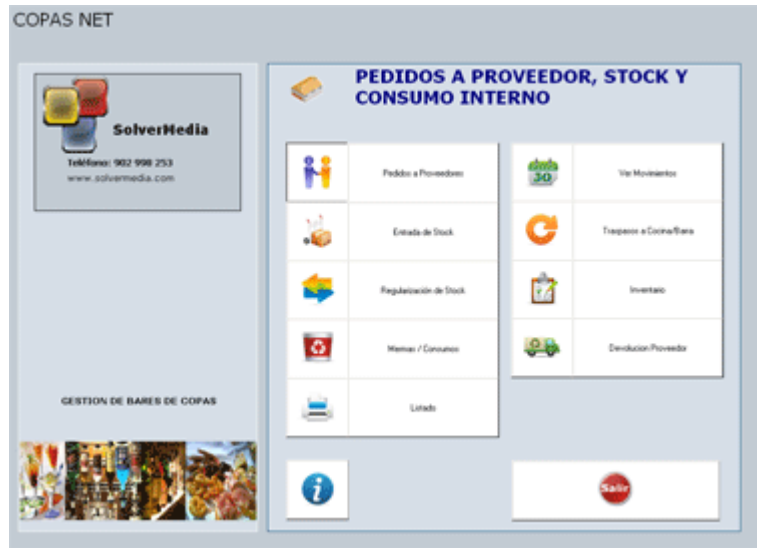 COPAS NET
SolverMedia
Teléfono: 902 998 253
www.solvermedia.com
GESTION DE BARES DE COPAS
PEDIDOS A PROVEEDOR, STOCK Y
CONSUMO INTERNO
Pedidos a Proveedores
Ver Movimientos
30
Entrada de Stock
Traspasos a Cocina/Barra
Regularización de Stock
Inventario
Mermas / Consumos
Devolucion Proveedor
Listado
Salir